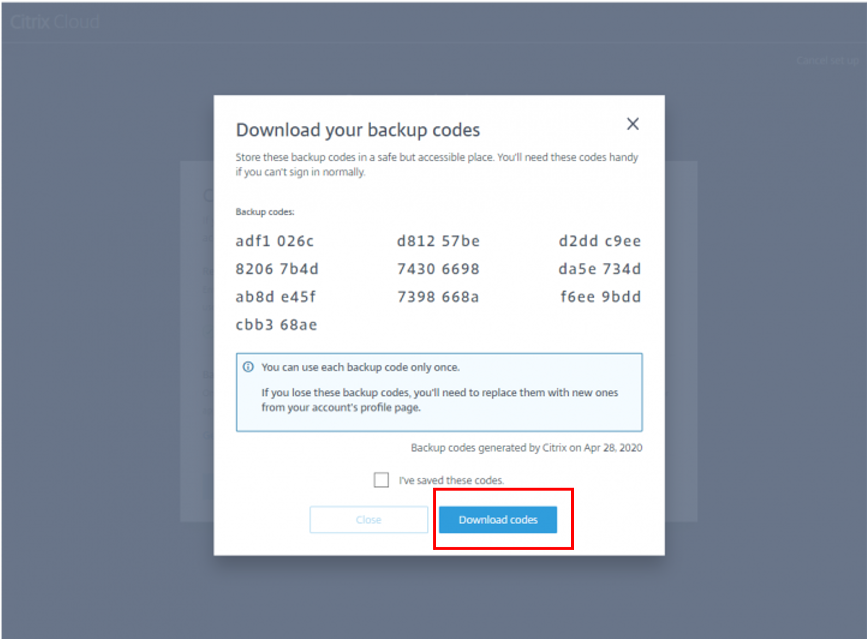 Citrix Cloud
Download your backup codes
Store these backup codes in a safe but accessible place. You'll need these codes handy
if you can't sign in normally.
Backup codes:
adf1 026c d812 57be d2dd c9ee
8206 7b4d 7430 6698 da5e 734d
ab8d e45f 7398 668a f6ee 9bdd
cbb3 68ae
You can use each backup code only once.
If you lose these backup codes, you'll need to replace them with new ones
from your account's profile page.
Backup codes generated by Citrix on Apr 28, 2020
I've saved these codes.
Close Download codes